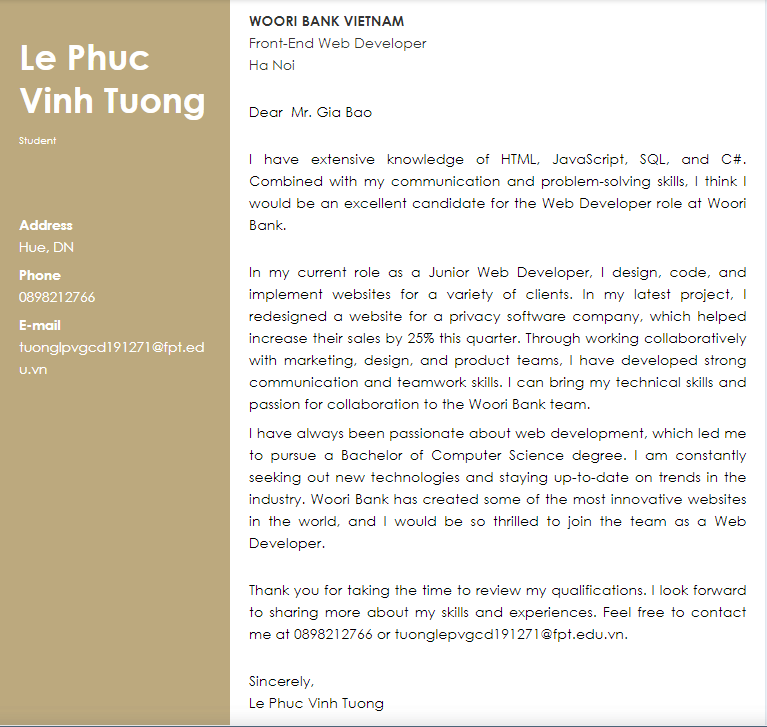 Le Phuc
Vinh Tuong
Student
Address
Hue, DN
Phone
0898212766
E-mail
tuonglpvgcd191271@fpt.ed
u.vn
WOORI BANK VIETNAM
Front-End Web Developer
Ha Noi
Dear  Mr. Gia Bao
I have extensive knowledge of HTML, JavaScript, SQL, and C#.
Combined with my communication and problem-solving skills, I think I
would be an excellent candidate for the Web Developer role at Woori
Bank.
In my current role as a Junior Web Developer, I design, code, and
implement websites for a variety of clients. In my latest project, I
redesigned a website for a privacy software company, which helped
increase their sales by 25% this quarter. Through working collaboratively
with marketing, design, and product teams, I have developed strong
communication and teamwork skills. I can bring my technical skills and
passion for collaboration to the Woori Bank team.
I have always been passionate about web development, which led me
to pursue a Bachelor of Computer Science degree. I am constantly
seeking out new technologies and staying up-to-date on trends in the
industry. Woori Bank has created some of the most innovative websites
in the world, and I would be so thrilled to join the team as a Web
Developer.
Thank you for taking the time to review my qualifications. I look forward
to sharing more about my skills and experiences. Feel free to contact
me at 0898212766 or tuonglepvgcd191271@fpt.edu.vn.
Sincerely,
Le Phuc Vinh Tuong